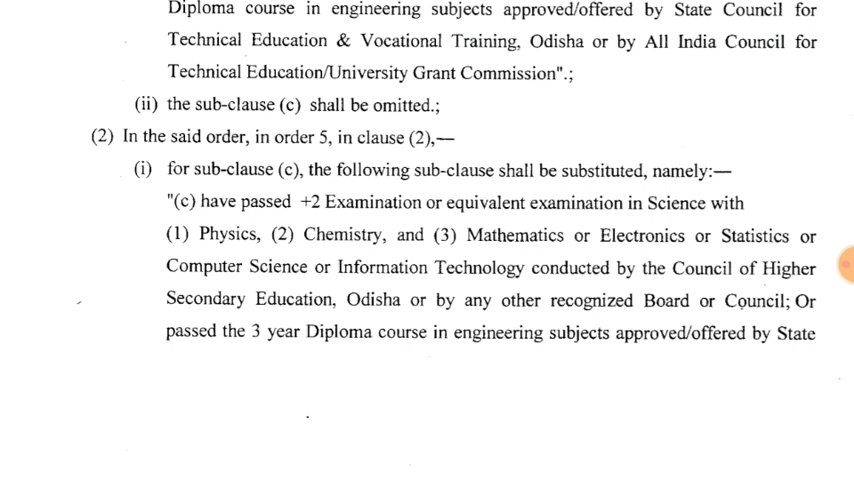 Diploma course in engineering subjects approved/offered by State Council for
Technical Education & Vocational Training, Odisha or by All India Council for
Technical Education/University Grant Commission".;
(ii) the sub-clause (c) shall be omitted.;
(2) In the said order, in order 5, in clause (2),—
(i) for sub-clause (c), the following sub-clause shall be substituted, namely:—
"(c) have passed +2 Examination or equivalent examination in Science with
(1) Physics, (2) Chemistry, and (3) Mathematics or Electronics or Statistics or
Computer Science or Information Technology conducted by the Council of Higher
Secondary Education, Odisha or by any other recognized Board or Council; Or
passed the 3 year Diploma course in engineering subjects approved/offered by State